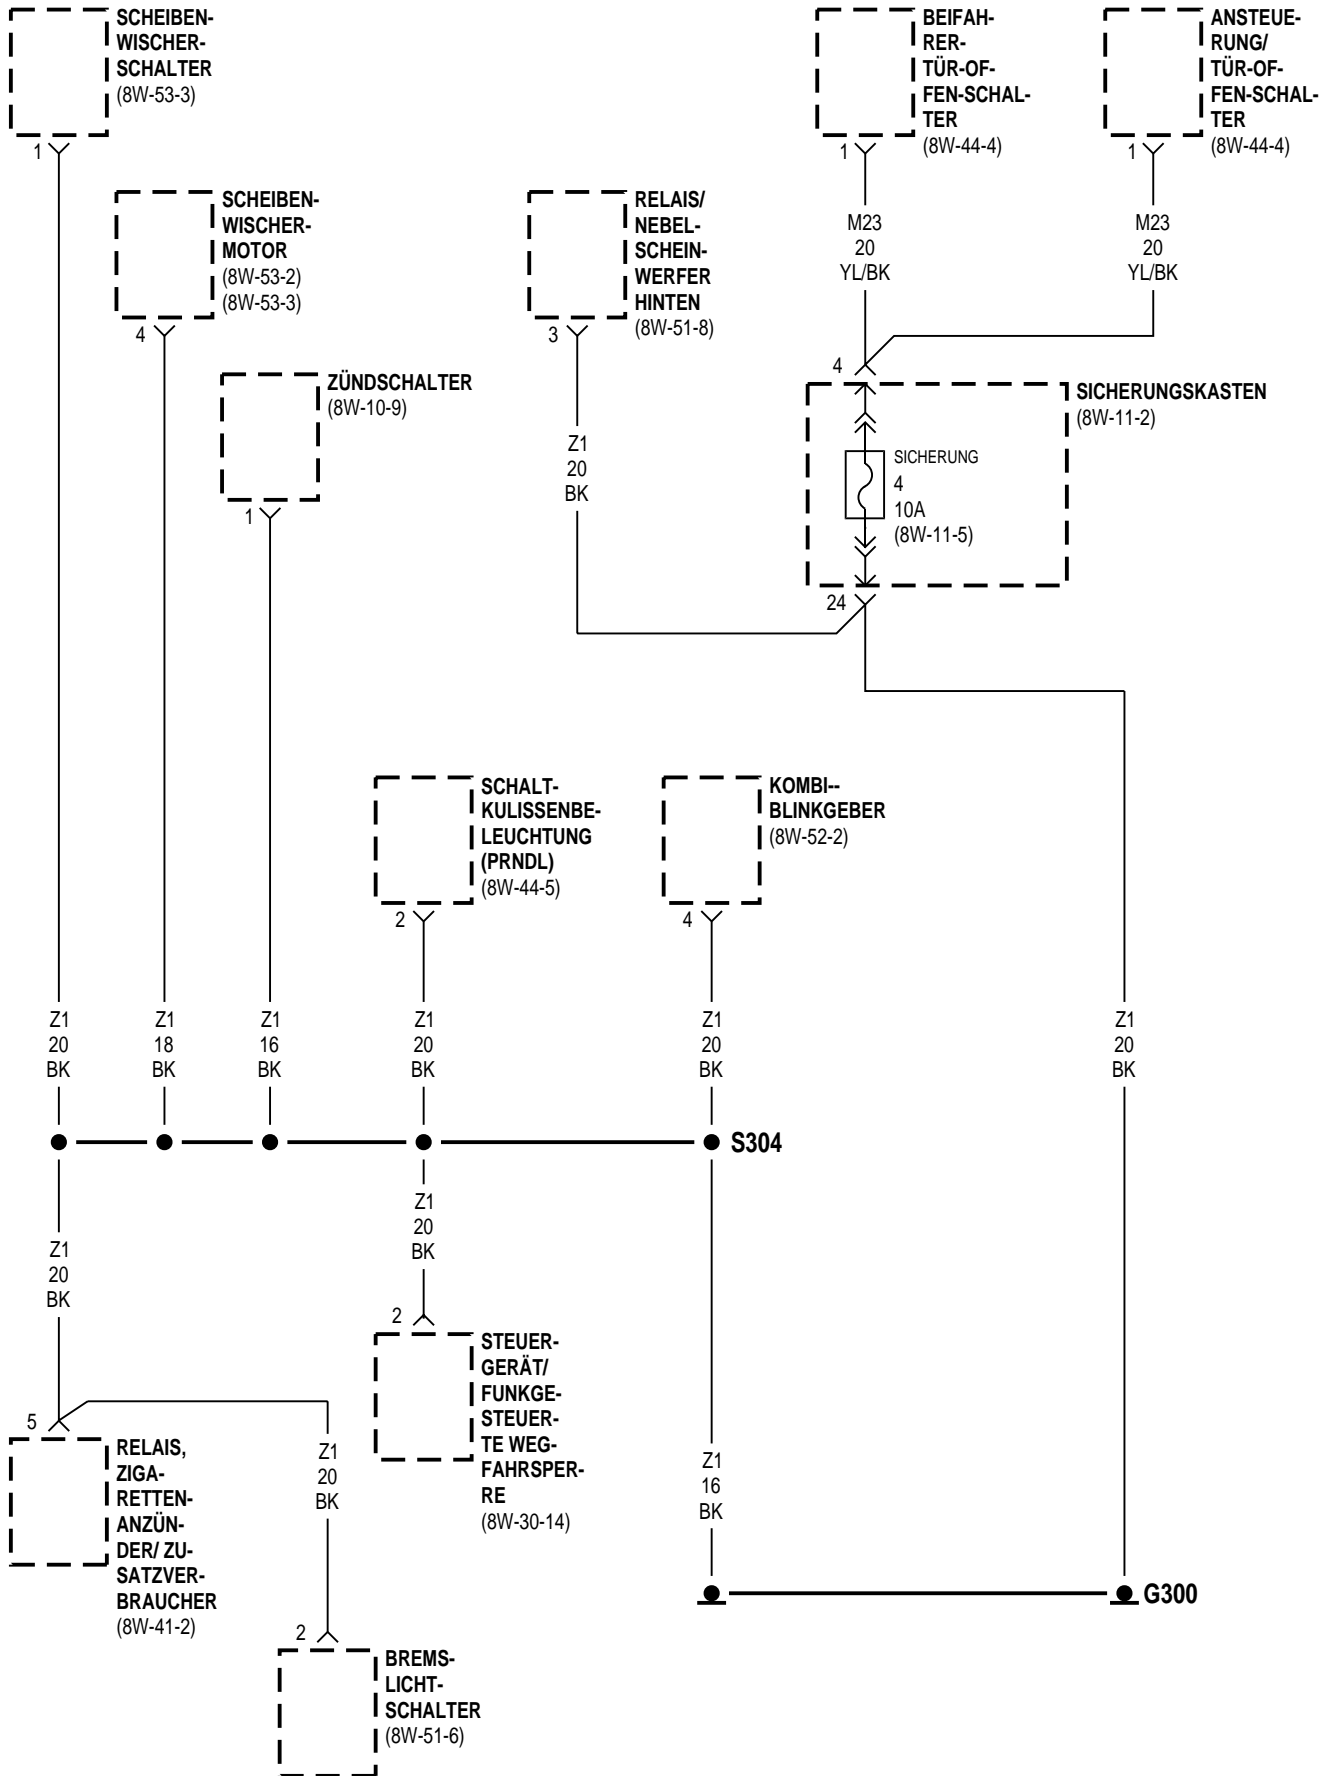 SCHEIBEN-
WISCHER-
SCHALTER
(8W-53-3)
1
BEIFAH-
RER-
TÜR-OF-
FEN-SCHAL-
TER
(8W-44-4)
1
ANSTEUE-
RUNG/
TÜR-OF-
FEN-SCHAL-
TER
(8W-44-4)
1
SCHEIBEN-
WISCHER-
MOTOR
(8W-53-2)
(8W-53-3)
4
RELAIS/
NEBEL-
SCHEIN-
WERFER
HINTEN
(8W-51-8)
3
M23
20
YL/BK
M23
20
YL/BK
ZÜNDSCHALTER
(8W-10-9)
1
4
SICHERUNGSKASTEN
(8W-11-2)
SICHERUNG
4
10A
(8W-11-5)
24
Z1
20
BK
SCHALT-
KULISSENBE-
LEUCHTUNG
(PRNDL)
(8W-44-5)
2
KOMBI--
BLINKGEBER
(8W-52-2)
4
Z1
20
BK
Z1
18
BK
Z1
16
BK
Z1
20
BK
Z1
20
BK
Z1
20
BK
S304
Z1
20
BK
Z1
20
BK
2
STEUER-
GERÄT/
FUNKGE-
STEUER-
TE WEG-
FAHRSPER-
RE
(8W-30-14)
5
RELAIS,
ZIGA-
RETTEN-
ANZÜN-
DER/ ZU-
SATZVER-
BRAUCHER
(8W-41-2)
Z1
20
BK
Z1
16
BK
G300
2
BREMS-
LICHT-
SCHALTER
(8W-51-6)